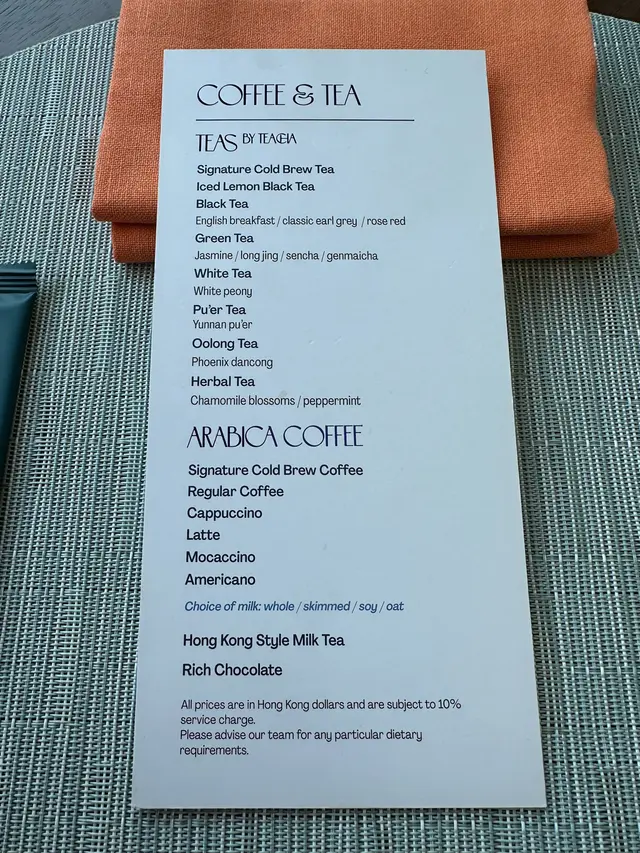 COFFEE & TEA
TEAS BY TEACHA
Signature Cold Brew Tea
Iced Lemon Black Tea
Black Tea
English breakfast / classic earl grey / rose red
Green Tea
Jasmine / long jing / sencha / genmaicha
White Tea
White peony
Pu'er Tea
Yunnan pu'er
Oolong Tea
Phoenix dancong
Herbal Tea
Chamomile blossoms / peppermint
ARABICA COFFEE
Signature Cold Brew Coffee
Regular Coffee
Cappuccino
Latte
Mocaccino
Americano
Choice of milk: whole / skimmed / soy / oat
Hong Kong Style Milk Tea
Rich Chocolate
All prices are in Hong Kong dollars and are subject to 10%
service charge.
Please advise our team for any particular dietary
requirements.